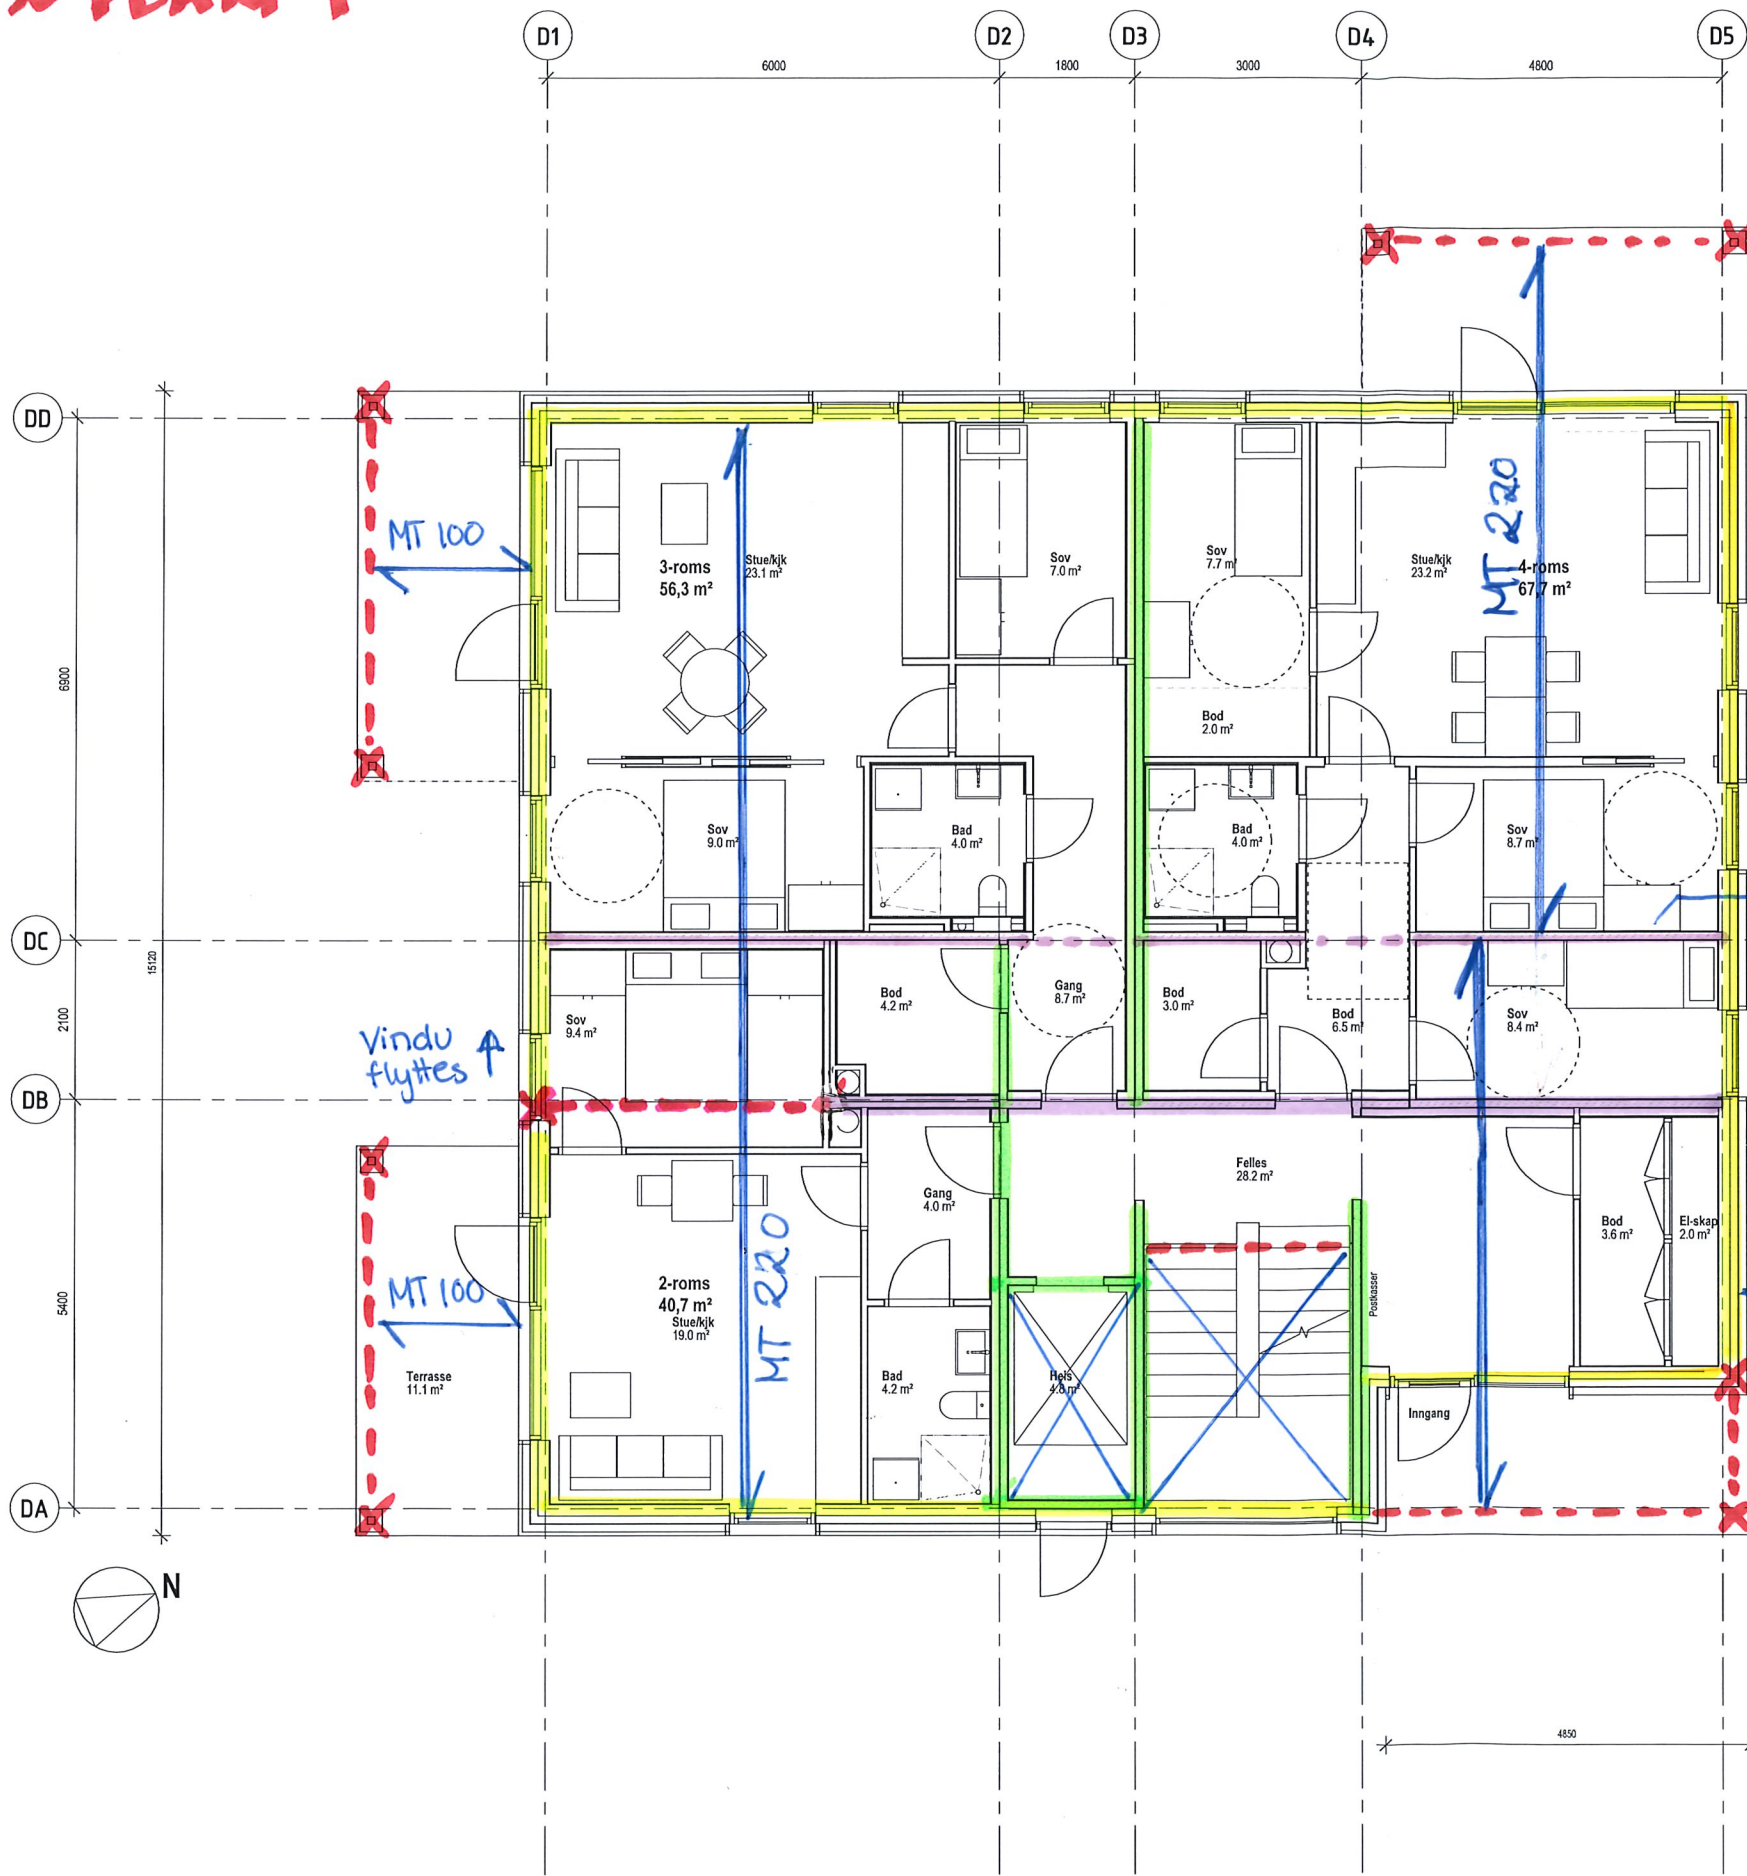 D1
D2
D3
D4
D5
6000
1800
3000
4800
DD
MT 100
3-roms
56,3 m²
Stue/kjk
23.1 m²
Sov
7.0 m²
Sov
7.7 m²
Stue/kjk
23.2 m²
4-roms
67,7 m²
MT 220
6900
Bod
2.0 m²
Sov
9.0 m²
Bad
4.0 m²
Bad
4.0 m²
Sov
8.7 m²
DC
15120
2100
Sov
9.4 m²
Bod
4.2 m²
Gang
8.7 m²
Bod
3.0 m²
Bod
6.5 m²
Sov
8.4 m²
Vindu
flyttes
DB
Felles
28.2 m²
Gang
4.0 m²
Bod
3.6 m²
El-skap
2.0 m²
5400
MT 100
2-roms
40,7 m²
Stue/kjk
19.0 m²
MT 220
Postkasser
Terrasse
11.1 m²
Bad
4.2 m²
Heis
4.8 m²
Inngang
DA
N
4850